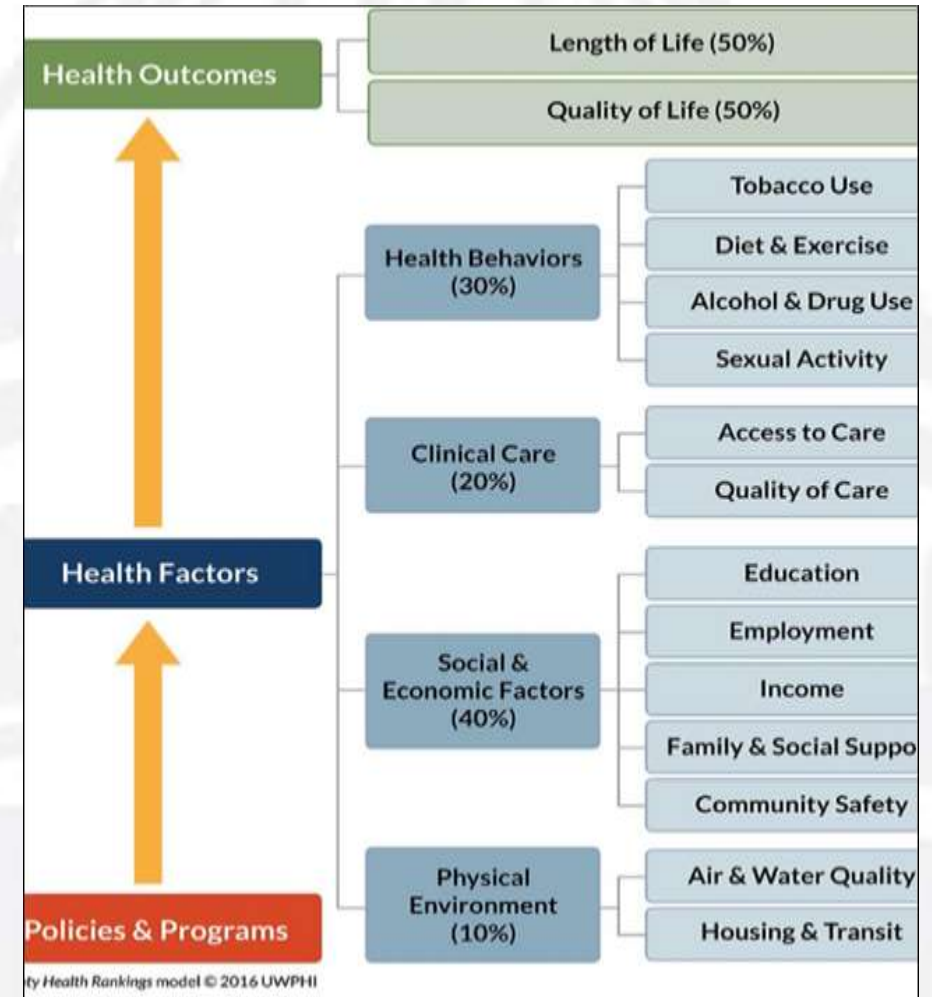 Health Outcomes
Length of Life (50%)
Quality of Life (50%)
Health Behaviors
(30%)
Tobacco Use
Diet & Exercise
Alcohol & Drug Use
Sexual Activity
Clinical Care
(20%)
Access to Care
Quality of Care
Health Factors
Social &
Economic Factors
(40%)
Education
Employment
Income
Family & Social Suppo
Community Safety
Physical
Environment
(10%)
Air & Water Quality
Housing & Transit
Policies & Programs
ty Health Rankings model © 2016 UWPHI